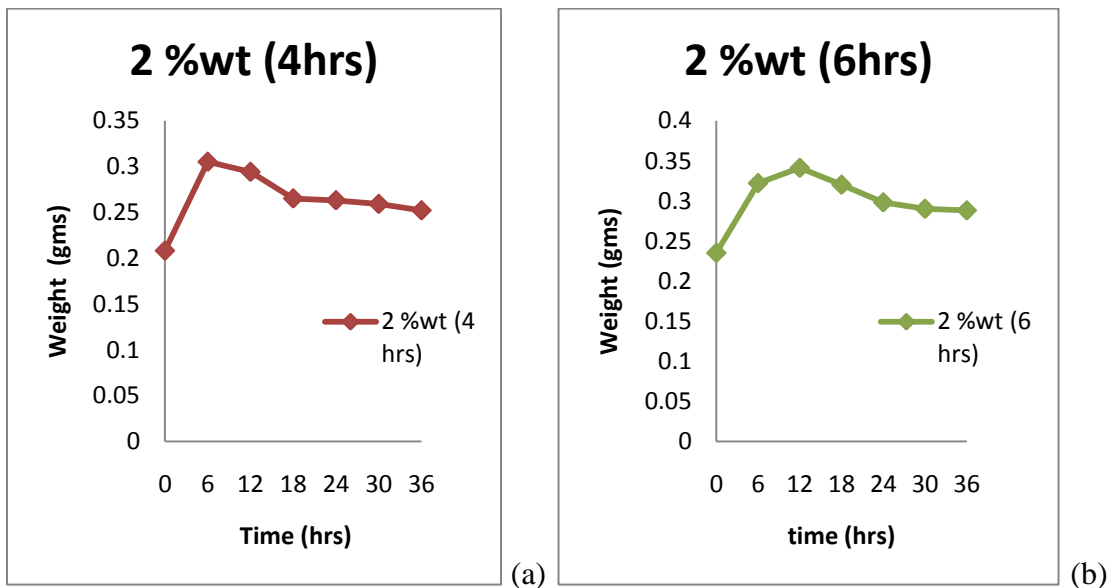 2 %wt (4hrs)
0.35
0.3
0.25
0.2
0.15
0.1
0.05
0
Weight (gms)
0 6 12 18 24 30 36
Time (hrs)
2 %wt (4
hrs)
(a)
2 %wt (6hrs)
0.4
0.35
0.3
0.25
0.2
0.15
0.1
0.05
0
Weight (gms)
0 6 12 18 24 30 36
time (hrs)
2 %wt (6
hrs)
(b)